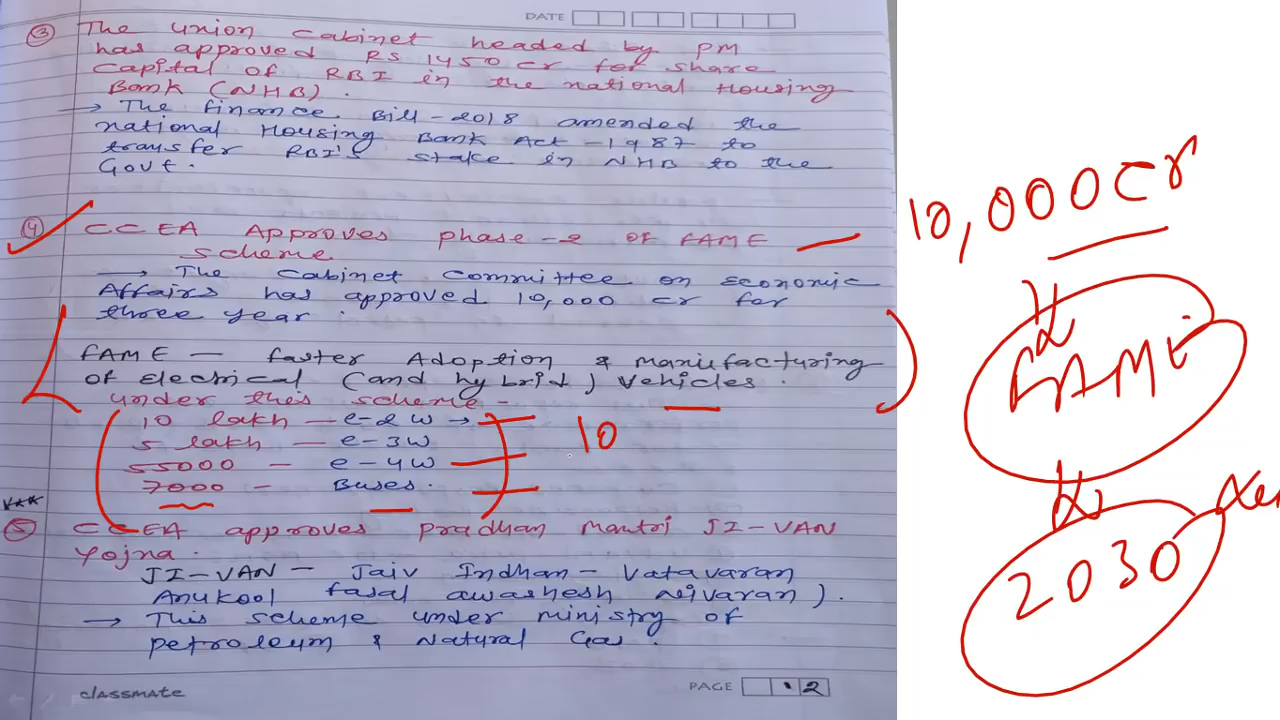 DATE
③ The union cabinet headed by PM
has approved RS 1450 cr for share
capital of RBI in the national Housing
Bank (NHB).
→ The finance Bill-2018 amended the
national Housing Bank Act-1987 to
transfer RBI'S stake in NHB to the
Govt.
④ CCEA Approves phase-2 OF FAME
scheme
→ The cabinet committee on economic
Affairs has approved 10,000 cr for
three year.
FAME - faster Adoption & manufacturing
of electrical (and hybrid) vehicles.
under this scheme -
10 lakh - e-2W →
5 lakh - e-3W
55000 - e-4W
7000 - Buses.
⑤ CCEA approves pradhan mantri JI-VAN
Yojna.
JI-VAN - Jaiv Indhan-Vatavaran
Anukool fasal awashesh Nivaran).
→ This scheme under ministry of
petroleum & Natural Gas.
classmate
PAGE 2
10
10,000 cr
FAME
2030